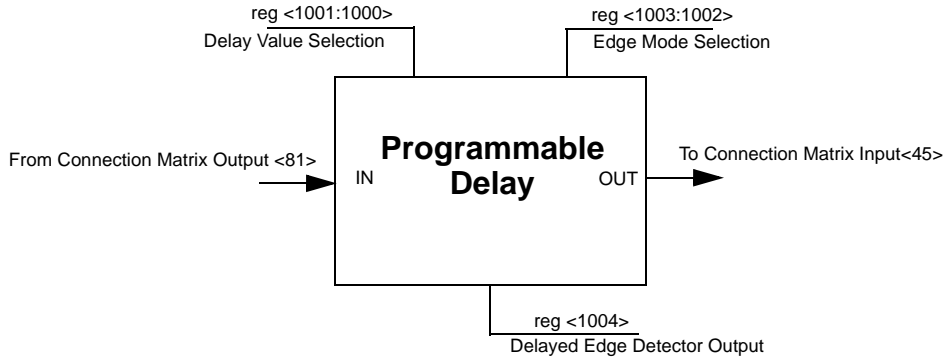 reg <1001:1000>
Delay Value Selection
reg <1003:1002>
Edge Mode Selection
From Connection Matrix Output <81>
IN
Programmable
Delay
OUT
To Connection Matrix Input<45>
reg <1004>
Delayed Edge Detector Output